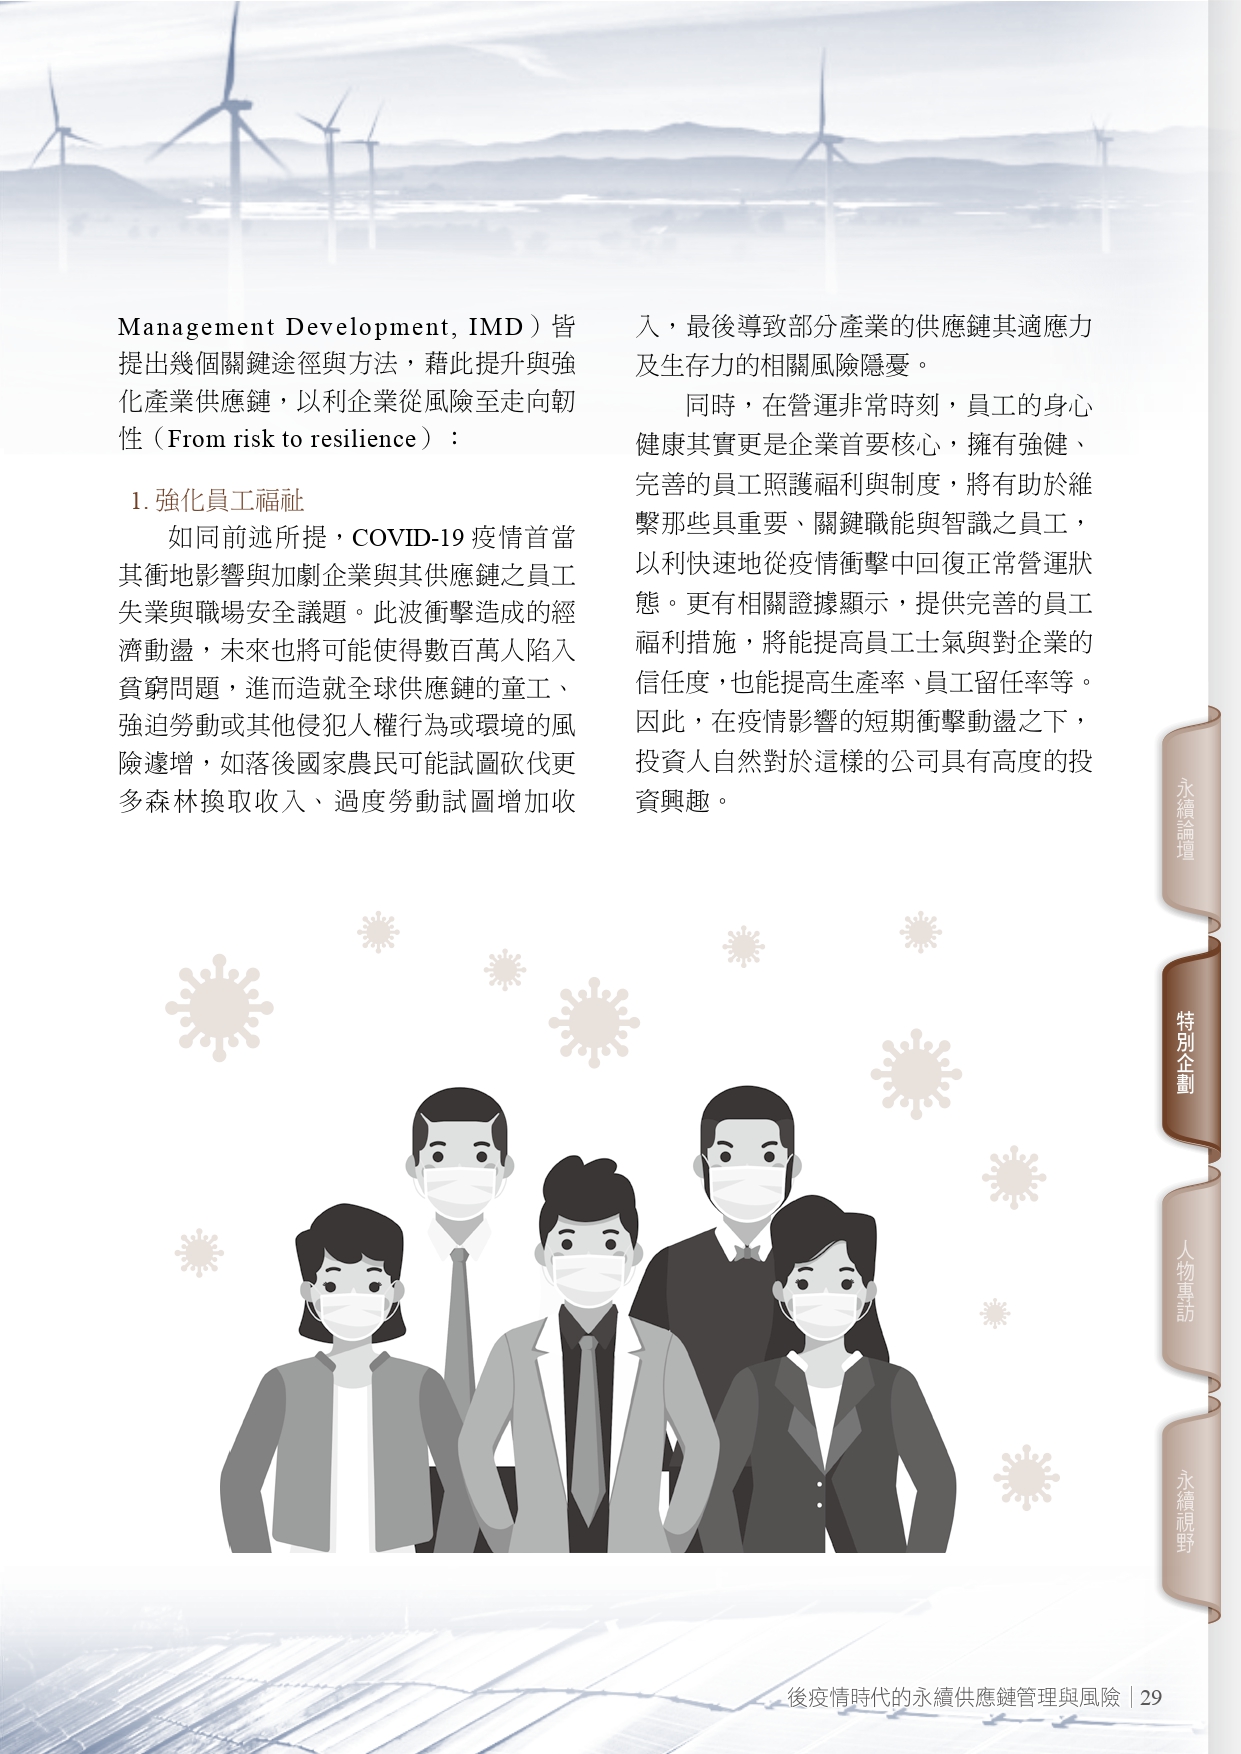 Management Development, IMD）皆
提出幾個關鍵途徑與方法，藉此提升與強
化產業供應鏈，以利企業從風險至走向韌
性（From risk to resilience）：
1. 強化員工福祉
如同前述所提，COVID-19 疫情首當
其衝地影響與加劇企業與其供應鏈之員工
失業與職場安全議題。此波衝擊造成的經
濟動盪，未來也將可能使得數百萬人陷入
貧窮問題，進而造就全球供應鏈的童工、
強迫勞動或其他侵犯人權行為或環境的風
險遽增，如落後國家農民可能試圖砍伐更
多森林換取收入、過度勞動試圖增加收
入，最後導致部分產業的供應鏈其適應力
及生存力的相關風險隱憂。
同時，在營運非常時刻，員工的身心
健康其實更是企業首要核心，擁有強健、
完善的員工照護福利與制度，將有助於維
繫那些具重要、關鍵職能與智識之員工，
以利快速地從疫情衝擊中回復正常營運狀
態。更有相關證據顯示，提供完善的員工
福利措施，將能提高員工士氣與對企業的
信任度，也能提高生產率、員工留任率等。
因此，在疫情影響的短期衝擊動盪之下，
投資人自然對於這樣的公司具有高度的投
資興趣。
永續論壇
特別企劃
人物專訪
永續視野
後疫情時代的永續供應鏈管理與風險｜29